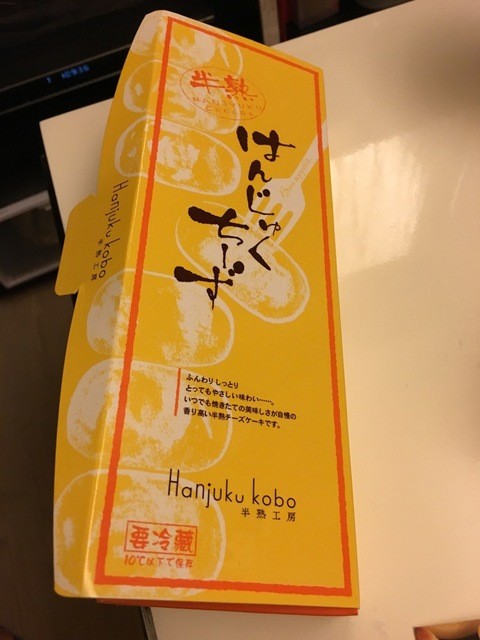 半熟
HANJUKU
CHEESE
はんじゅく
ちーず
ふんわりしっとり
とってもやさしい味わい……。
いつでも焼きたての美味しさが自慢の
香り高い半熟チーズケーキです。
Hanjuku kobo
半熟工房
要冷蔵
10℃以下で保存
Hanjuku kobo
半熟工房